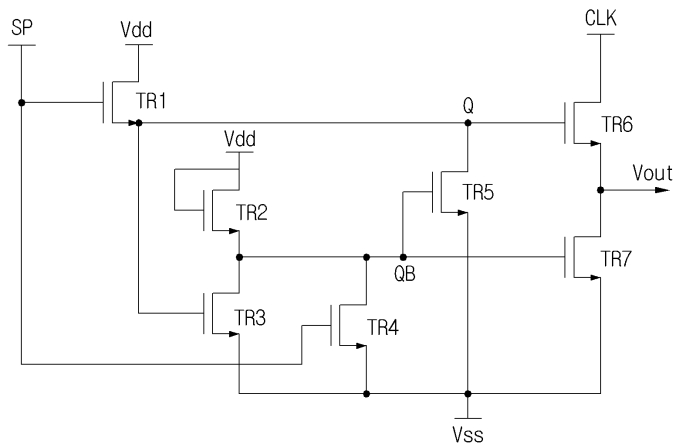 SP
Vdd
CLK
TR1
Q
TR6
Vdd
Vout
TR2
TR5
QB
TR7
TR3
TR4
Vss